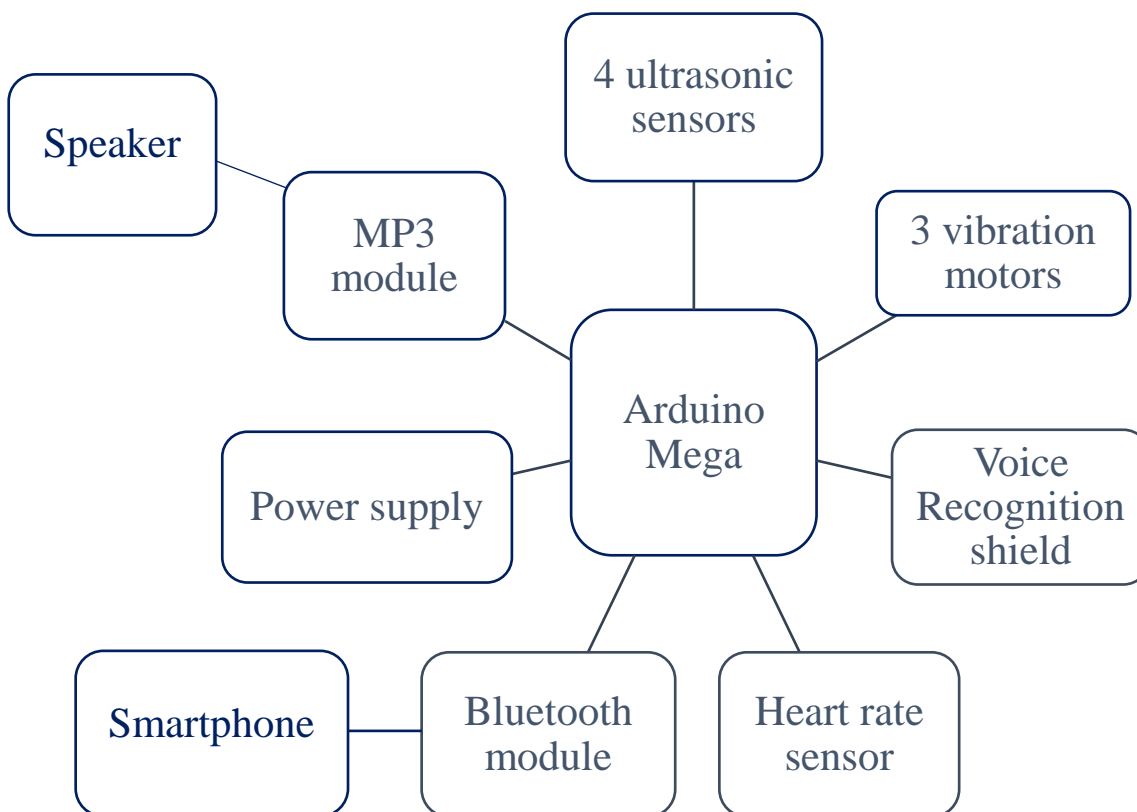 4 ultrasonic
sensors
Speaker
MP3
module
3 vibration
motors
Arduino
Mega
Power supply
Voice
Recognition
shield
Smartphone
Bluetooth
module
Heart rate
sensor